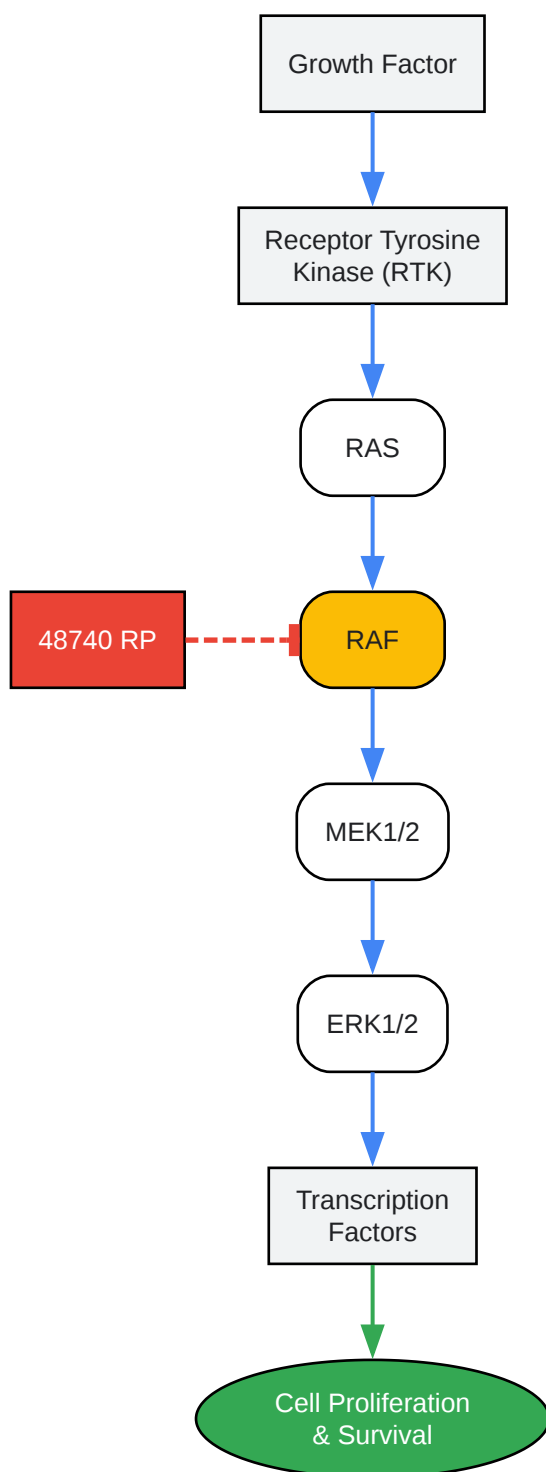 Growth Factor
Receptor Tyrosine
Kinase (RTK)
RAS
48740 RP
RAF
MEK1/2
ERK1/2
Transcription
Factors
Cell Proliferation
& Survival